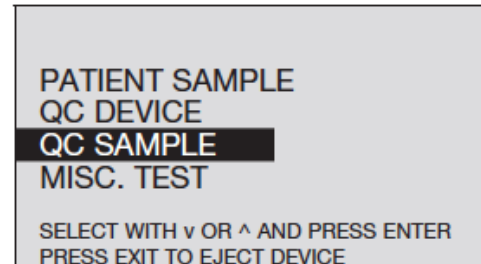 PATIENT SAMPLE
QC DEVICE
QC SAMPLE
MISC. TEST
SELECT WITH v OR ^ AND PRESS ENTER
PRESS EXIT TO EJECT DEVICE